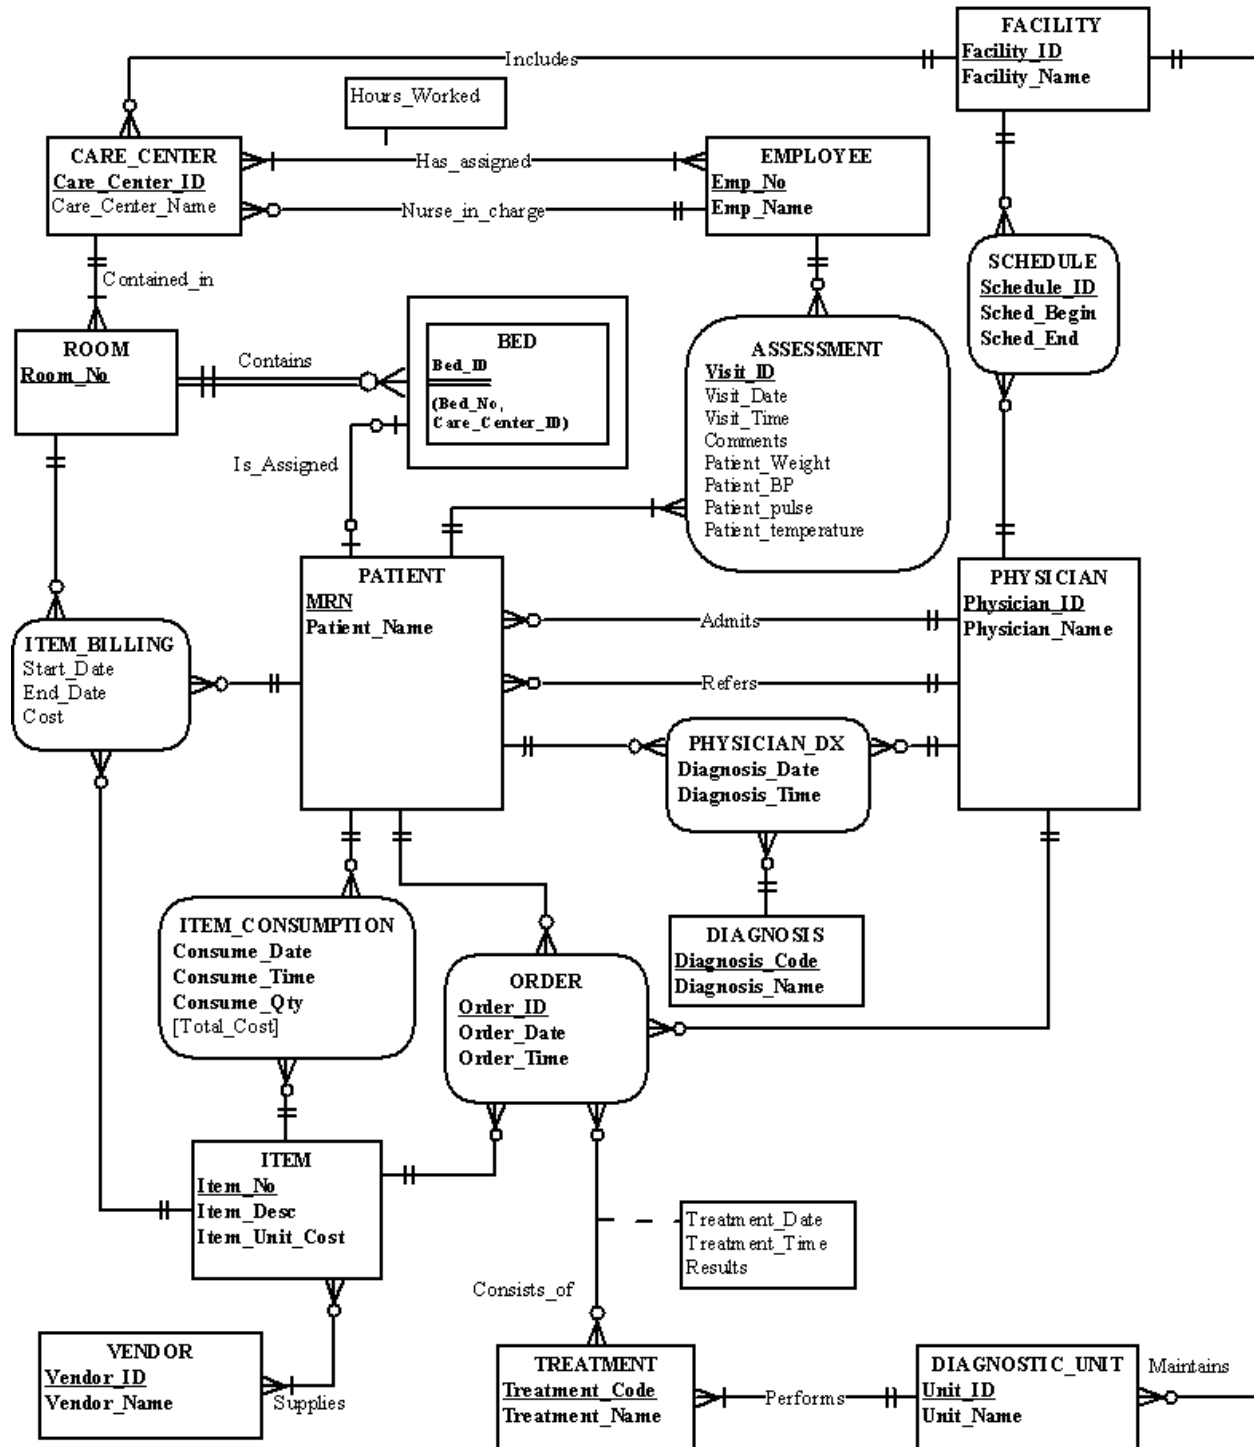 FACILITY
Facility_ID
Facility_Name
Includes
Hours_Worked
CARE_CENTER
Care_Center_ID
Care_Center_Name
Has_assigned
Nurse_in_charge
EMPLOYEE
Emp_No
Emp_Name
Contained_in
SCHEDULE
Schedule_ID
Sched_Begin
Sched_End
ROOM
Room_No
Contains
BED
Bed_ID
(Bed_No,
Care_Center_ID)
ASSESSMENT
Visit_ID
Visit_Date
Visit_Time
Comments
Patient_Weight
Patient_BP
Patient_pulse
Patient_temperature
Is_Assigned
PATIENT
MRN
Patient_Name
Admits
Refers
PHYSICIAN
Physician_ID
Physician_Name
ITEM_BILLING
Start_Date
End_Date
Cost
PHYSICIAN_DX
Diagnosis_Date
Diagnosis_Time
ITEM_CONSUMPTION
Consume_Date
Consume_Time
Consume_Qty
[Total_Cost]
DIAGNOSIS
Diagnosis_Code
Diagnosis_Name
ORDER
Order_ID
Order_Date
Order_Time
ITEM
Item_No
Item_Desc
Item_Unit_Cost
Treatment_Date
Treatment_Time
Results
Consists_of
VENDOR
Vendor_ID
Vendor_Name
Supplies
TREATMENT
Treatment_Code
Treatment_Name
Performs
DIAGNOSTIC_UNIT
Unit_ID
Unit_Name
Maintains